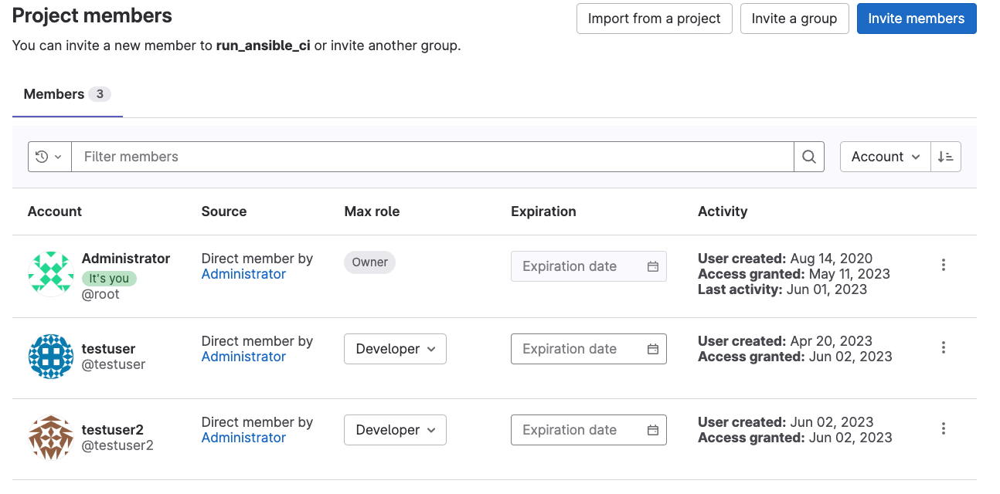 Project members
Import from a project
Invite a group
Invite members
You can invite a new member to run_ansible_ci or invite another group.
Members 3
Filter members
Account
Account Source Max role Expiration Activity
Administrator
It's you
@root
Direct member by
Administrator
Owner
Expiration date
User created: Aug 14, 2020
Access granted: May 11, 2023
Last activity: Jun 01, 2023
testuser
@testuser
Direct member by
Administrator
Developer
Expiration date
User created: Apr 20, 2023
Access granted: Jun 02, 2023
testuser2
@testuser2
Direct member by
Administrator
Developer
Expiration date
User created: Jun 02, 2023
Access granted: Jun 02, 2023